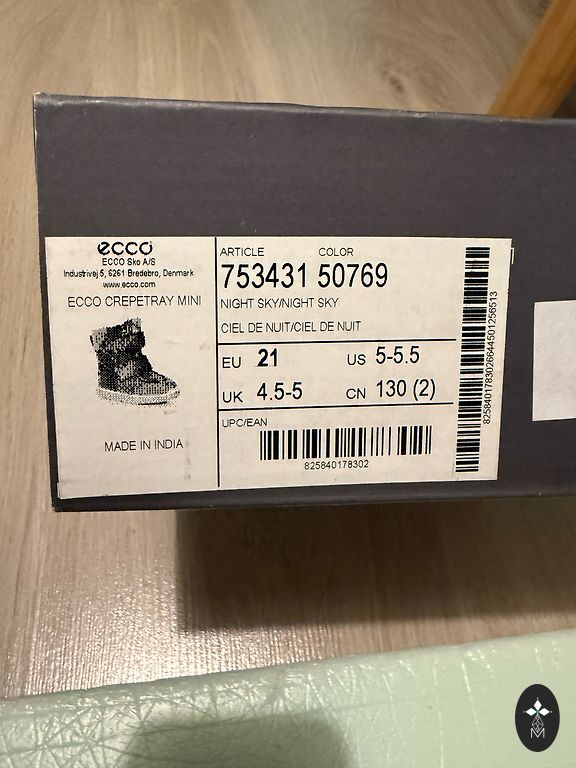 ecco
ECCO Sko A/S
Industrivej 5, 6261 Bredebro, Denmark
www.ecco.com
ECCO CREPETRAY MINI
MADE IN INDIA
ARTICLE COLOR
753431 50769
NIGHT SKY/NIGHT SKY
CIEL DE NUIT/CIEL DE NUIT
EU 21 US 5-5.5
UK 4.5-5 CN 130 (2)
UPC/EAN
825840178302
8258401783026644501256513
M